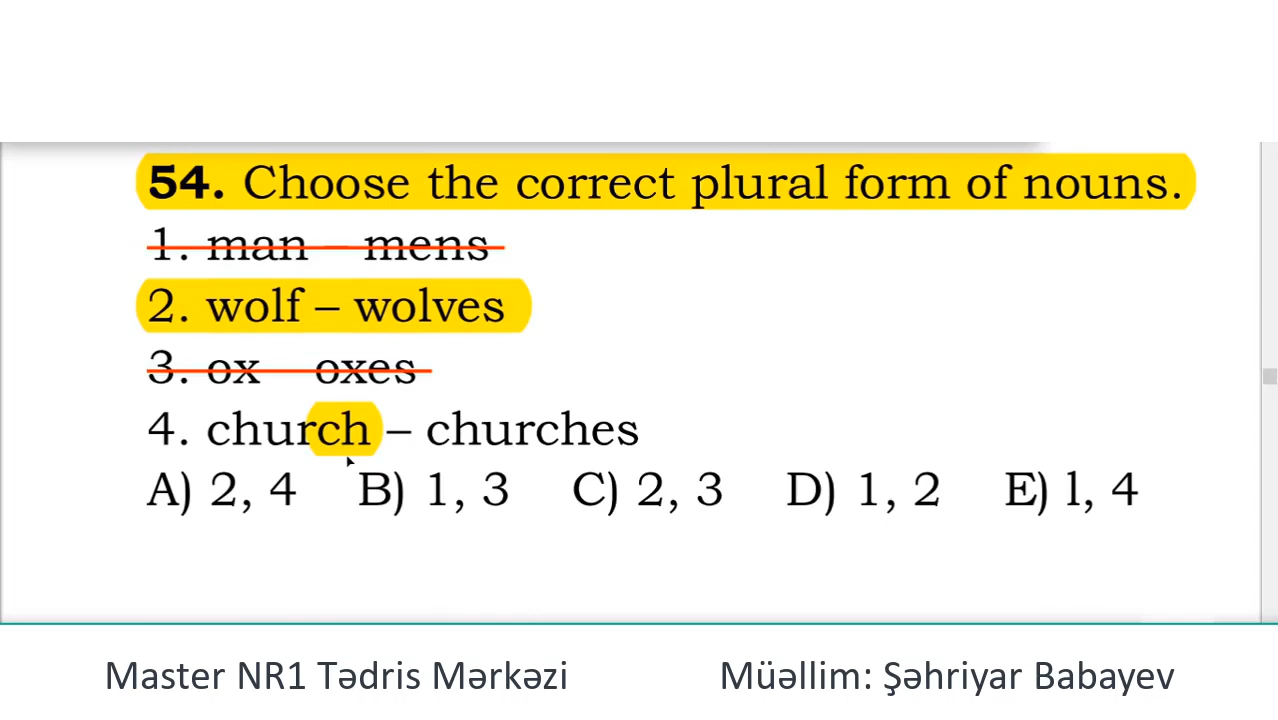 54. Choose the correct plural form of nouns.
1. man – mens
2. wolf – wolves
3. ox – oxes
4. church – churches
A) 2, 4 B) 1, 3 C) 2, 3 D) 1, 2 E) l, 4
Master NR1 Tədris Mərkəzi Müəllim: Şəhriyar Babayev